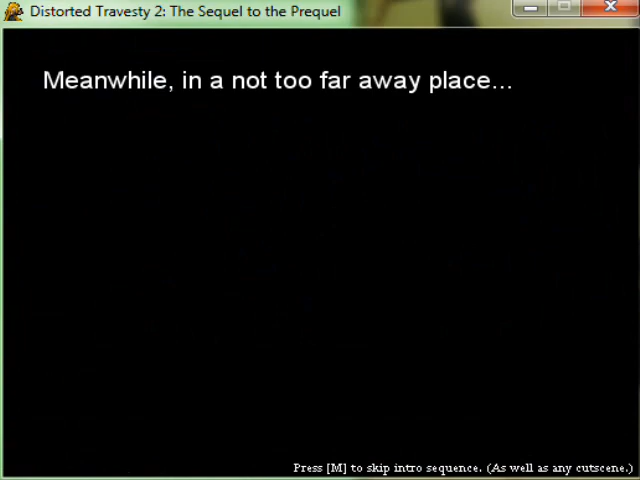 Distorted Travesty 2: The Sequel to the Prequel
Meanwhile, in a not too far away place...
Press [M] to skip intro sequence. (As well as any cutscene.)